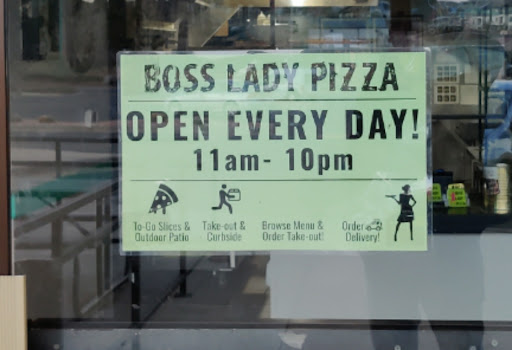 BOSS LADY PIZZA
OPEN EVERY DAY!
11am- 10pm
To-Go Slices & Outdoor Patio
Take-out & Curbside
Browse Menu & Order Take-out!
Order Delivery!